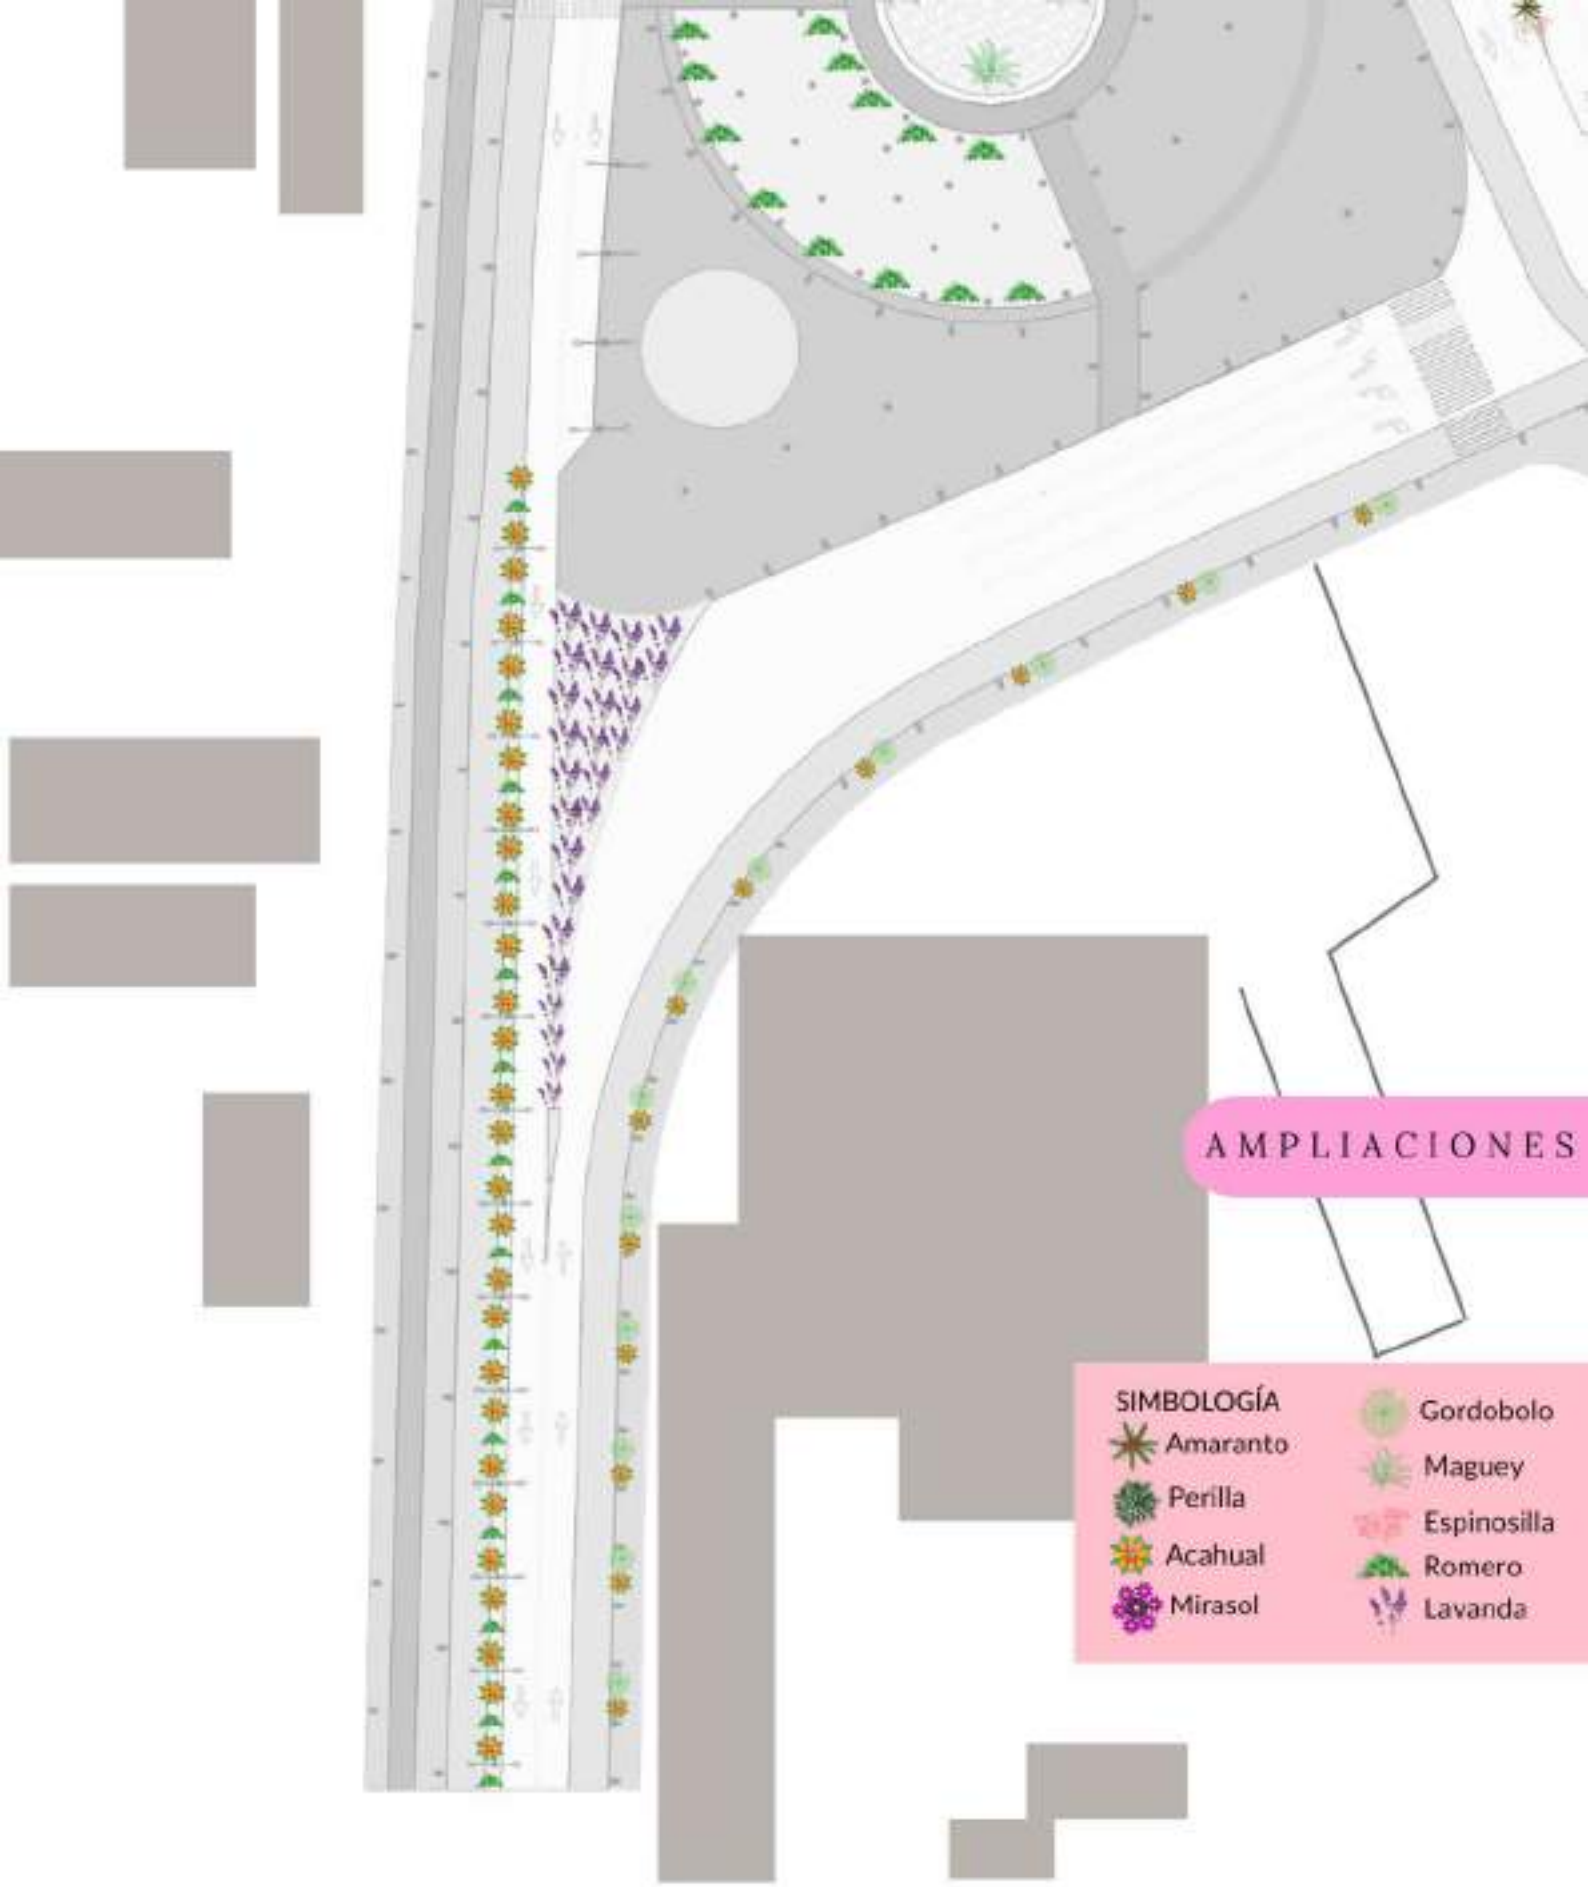 AMPLIACIONES
SIMBOLOGÍA
Amaranto
Perilla
Acahual
Mirasol
Gordobolo
Maguey
Espinosilla
Romero
Lavanda